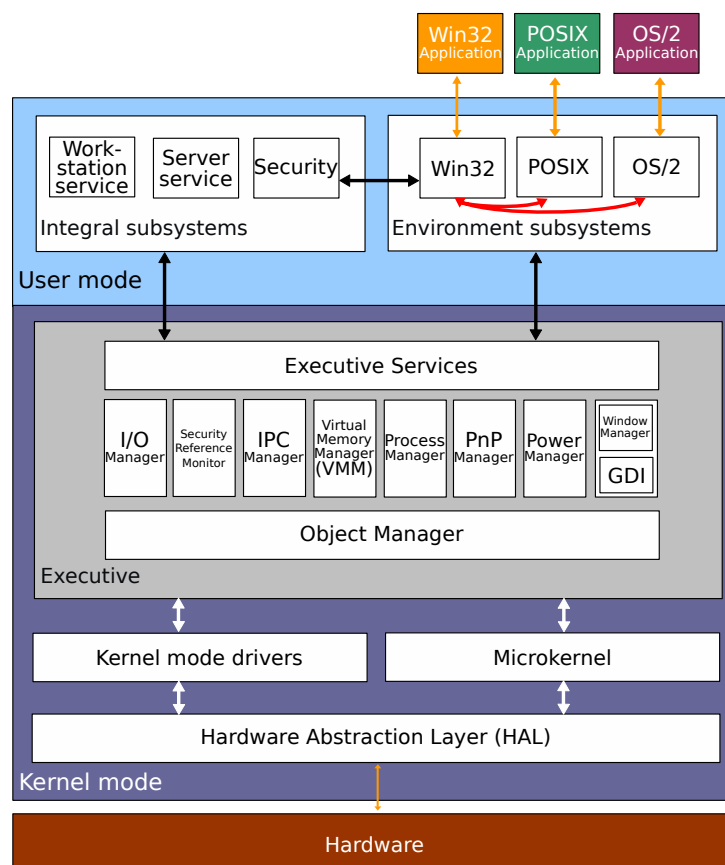 Win32
Application
POSIX
Application
OS/2
Application
Work-
station
service
Server
service
Security
Integral subsystems
Win32
POSIX
OS/2
Environment subsystems
User mode
Executive Services
I/O
Manager
Security
Reference
Monitor
IPC
Manager
Virtual
Memory
Manager
(VMM)
Process
Manager
PnP
Manager
Power
Manager
Window
Manager
GDI
Object Manager
Executive
Kernel mode drivers
Microkernel
Hardware Abstraction Layer (HAL)
Kernel mode
Hardware